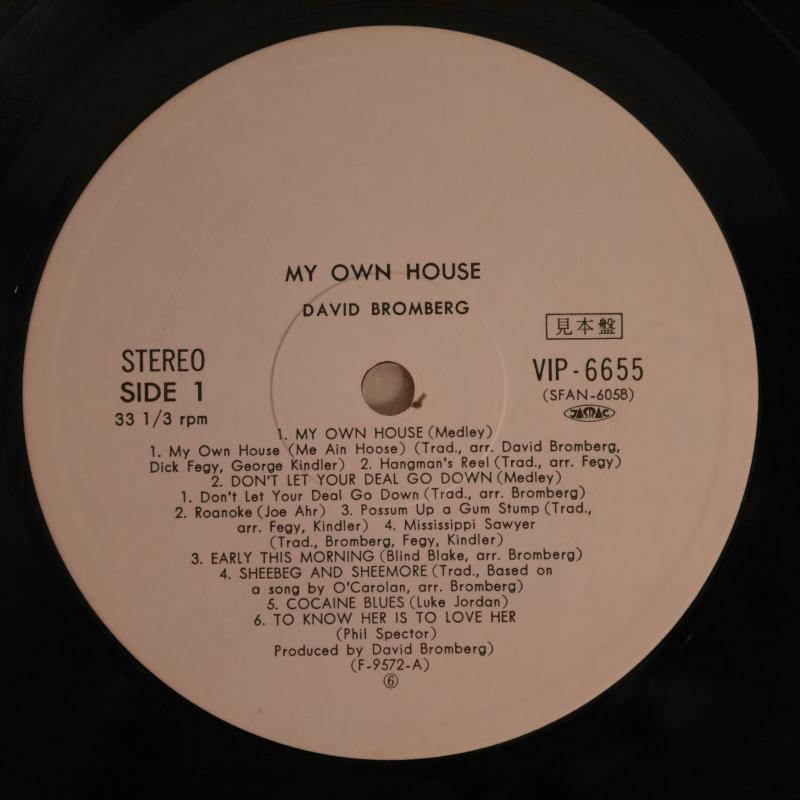 MY OWN HOUSE
DAVID BROMBERG
見本盤
STEREO
SIDE 1
33 1/3 rpm
VIP-6655
(SFAN-6058)
JASRAC
1. MY OWN HOUSE (Medley)
1. My Own House (Me Ain Hoose) (Trad., arr. David Bromberg,
Dick Fegy, George Kindler) 2. Hangman's Reel (Trad., arr. Fegy)
2. DON'T LET YOUR DEAL GO DOWN (Medley)
1. Don't Let Your Deal Go Down (Trad., arr. Bromberg)
2. Roanoke (Joe Ahr) 3. Possum Up a Gum Stump (Trad.,
arr. Fegy, Kindler) 4. Mississippi Sawyer
(Trad., Bromberg, Fegy, Kindler)
3. EARLY THIS MORNING (Blind Blake, arr. Bromberg)
4. SHEEBEG AND SHEEMORE (Trad., Based on
a song by O'Carolan, arr. Bromberg)
5. COCAINE BLUES (Luke Jordan)
6. TO KNOW HER IS TO LOVE HER
(Phil Spector)
Produced by David Bromberg)
(F-9572-A)
⑥